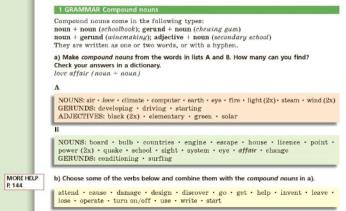 1 GRAMMAR Compound nouns
Compound nouns come in the following types:
noun + noun (schoolbook); gerund + noun (chewing gum)
noun + gerund (winemaking); adjective + noun (secondary school)
They are written as one or two words, or with a hyphen.
a) Make compound nouns from the words in lists A and B. How many can you find?
Check your answers in a dictionary.
love affair (noun + noun)
A
NOUNS: air • love • climate • computer • earth • eye • fire • light (2x) • steam • wind (2x)
GERUNDS: developing • driving • starting
ADJECTIVES: black (2x) • elementary • green • solar
B
NOUNS: board • bulb • countries • engine • escape • house • licence • point •
power (2x) • quake • school • sight • system • eye • affair • change
GERUNDS: conditioning • surfing
MORE HELP
P. 144
b) Choose some of the verbs below and combine them with the compound nouns in a).
attend • cause • damage • design • discover • go • get • help • invent • leave •
lose • operate • turn on/off • use • write • start